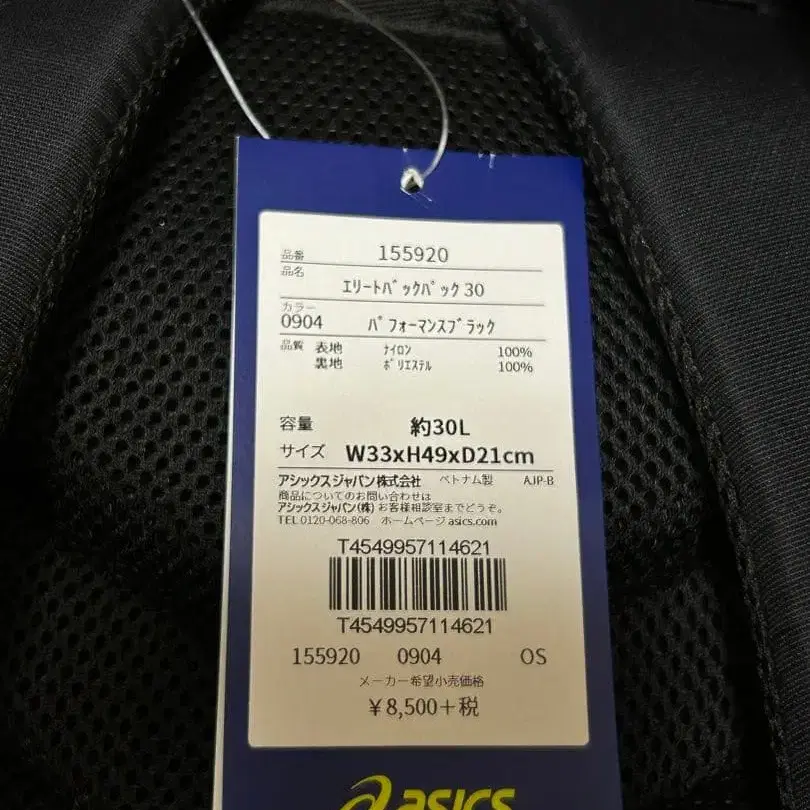 品番 155920
品名
エリートバックパック 30
カラー
0904 パフォーマンスブラック
品質 表地 ナイロン 100%
裏地 ポリエステル 100%
容量 約30L
サイズ W33xH49xD21cm
アシックスジャパン株式会社 ベトナム製 AJP-B
商品についてのお問い合わせは
アシックスジャパン(株)お客様相談室までどうぞ。
TEL 0120-068-806 ホームページ asics.com
T4549957114621
T4549957114621
155920 0904 OS
メーカー希望小売価格
¥8,500+税
asics